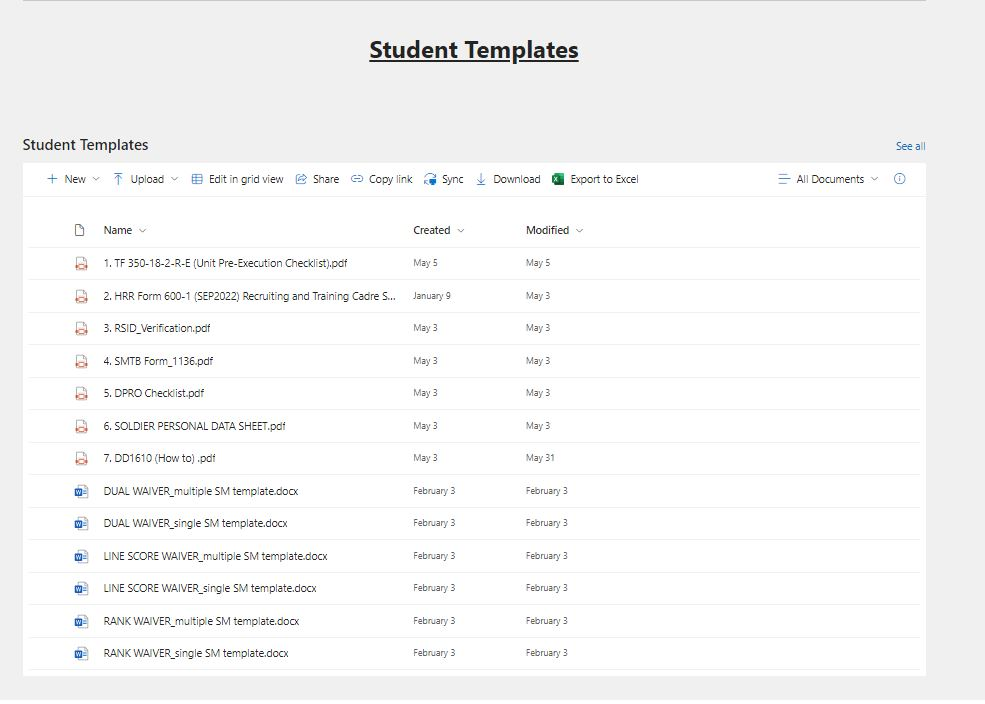 Student Templates
Student Templates See all
New Upload Edit in grid view Share Copy link Sync Download Export to Excel All Documents
Name Created Modified
1. TF 350-18-2-R-E (Unit Pre-Execution Checklist).pdf May 5 May 5
2. HRR Form 600-1 (SEP2022) Recruiting and Training Cadre S... January 9 May 3
3. RSID_Verification.pdf May 3 May 3
4. SMTB Form_1136.pdf May 3 May 3
5. DPRO Checklist.pdf May 3 May 3
6. SOLDIER PERSONAL DATA SHEET.pdf May 3 May 3
7. DD1610 (How to) .pdf May 3 May 31
DUAL WAIVER_multiple SM template.docx February 3 February 3
DUAL WAIVER_single SM template.docx February 3 February 3
LINE SCORE WAIVER_multiple SM template.docx February 3 February 3
LINE SCORE WAIVER_single SM template.docx February 3 February 3
RANK WAIVER_multiple SM template.docx February 3 February 3
RANK WAIVER_single SM template.docx February 3 February 3